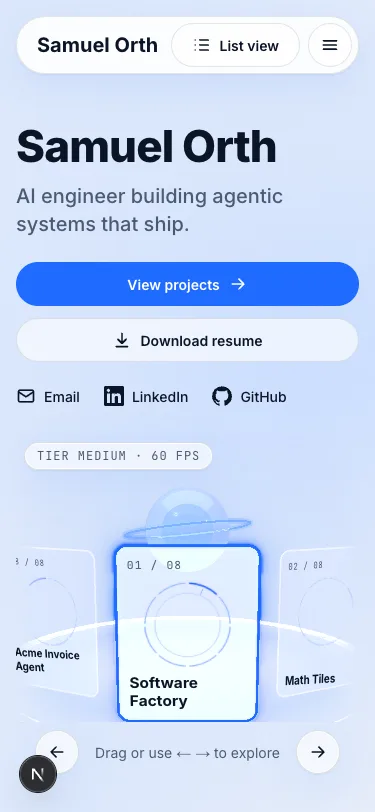 Samuel Orth
List view
Samuel Orth
AI engineer building agentic
systems that ship.
View projects →
Download resume
Email
LinkedIn
GitHub
TIER MEDIUM · 60 FPS
/ 08
01 / 08
02 / 08
Acme Invoice
Agent
Software
Factory
Math Tiles
←
Drag or use ← → to explore
→
N